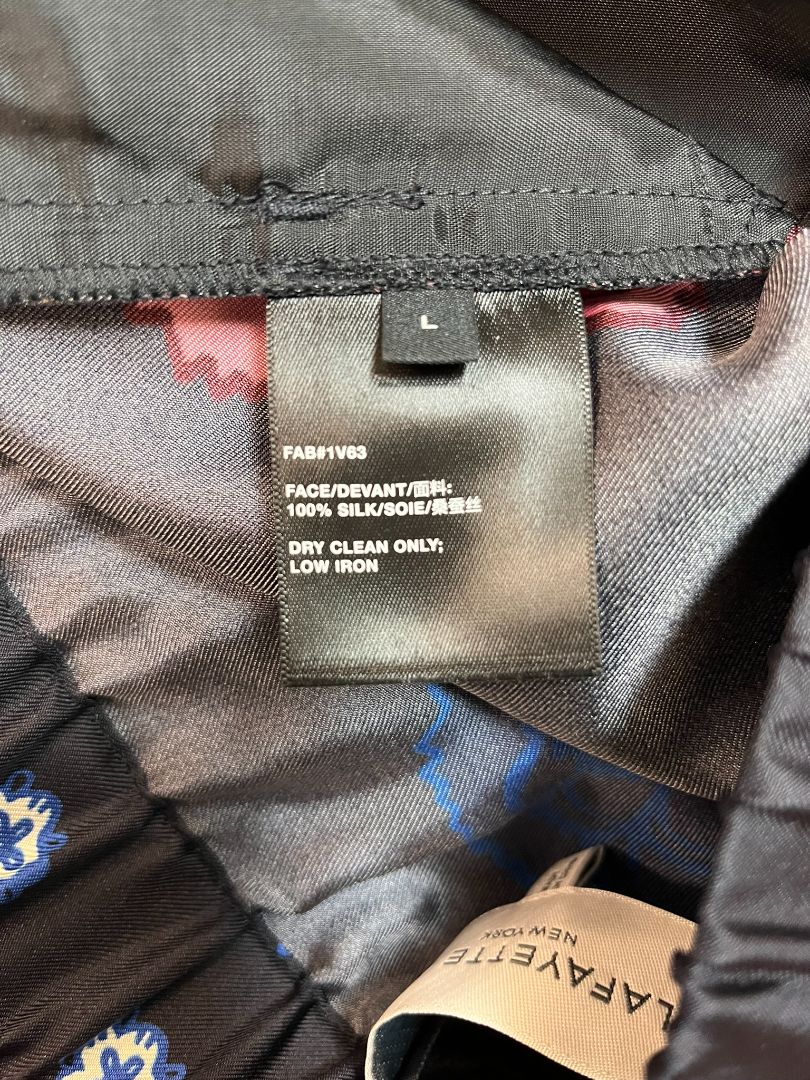 L
FAB#1V63
FACE/DEVANT/面料:
100% SILK/SOIE/桑蚕丝
DRY CLEAN ONLY;
LOW IRON
LAFAYETTE
NEW YORK